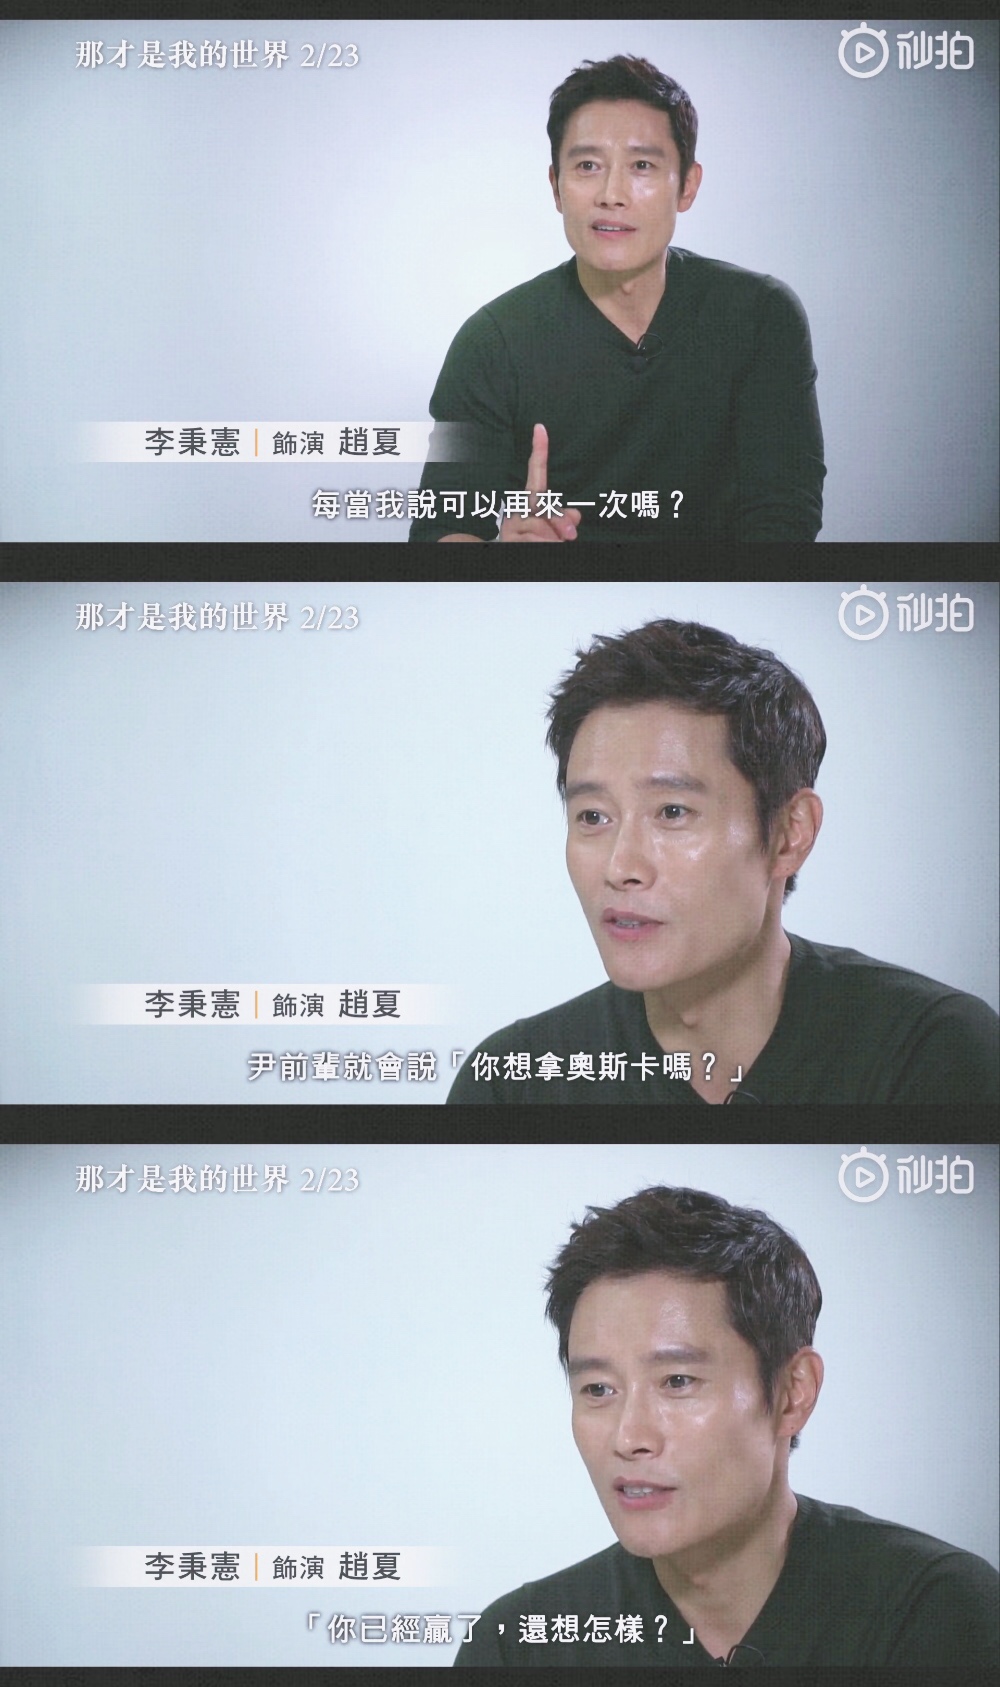 那才是我的世界 2/23
秒拍
李秉憲｜飾演 趙夏
每當我說可以再來一次嗎？
那才是我的世界 2/23
秒拍
李秉憲｜飾演 趙夏
尹前輩就會說「你想拿奧斯卡嗎？」
那才是我的世界 2/23
秒拍
李秉憲｜飾演 趙夏
「你已經贏了，還想怎樣？」